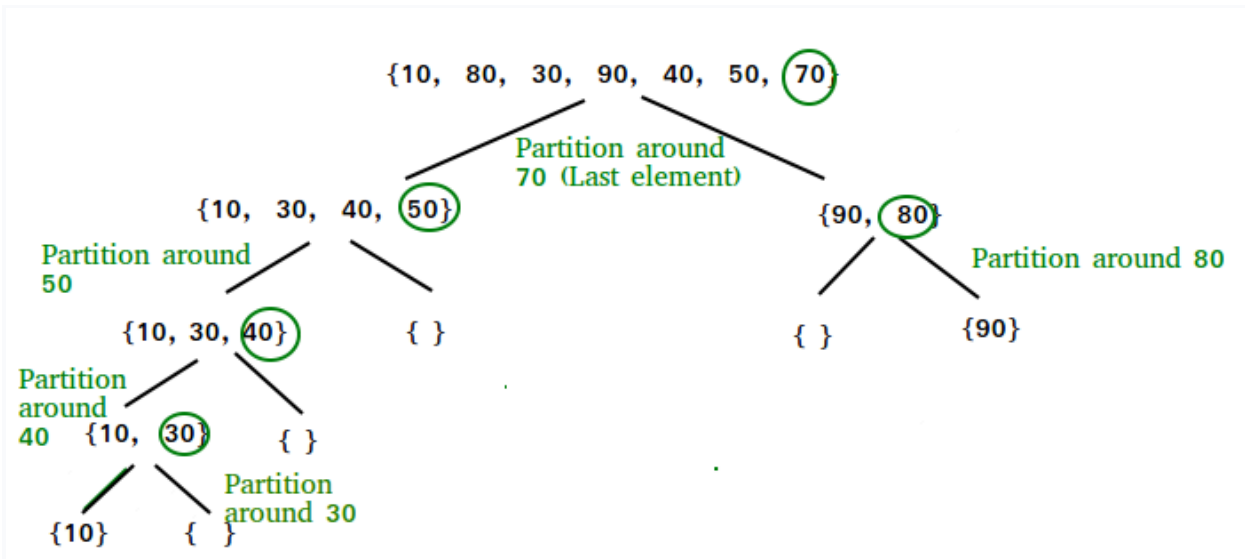 {10, 80, 30, 90, 40, 50, 70}
Partition around
70 (Last element)
{10, 30, 40, 50}
{90, 80}
Partition around
50
Partition around 80
{10, 30, 40}
{ }
{ }
{90}
Partition
around
40
{10, 30}
{ }
Partition
around 30
{10}
{ }